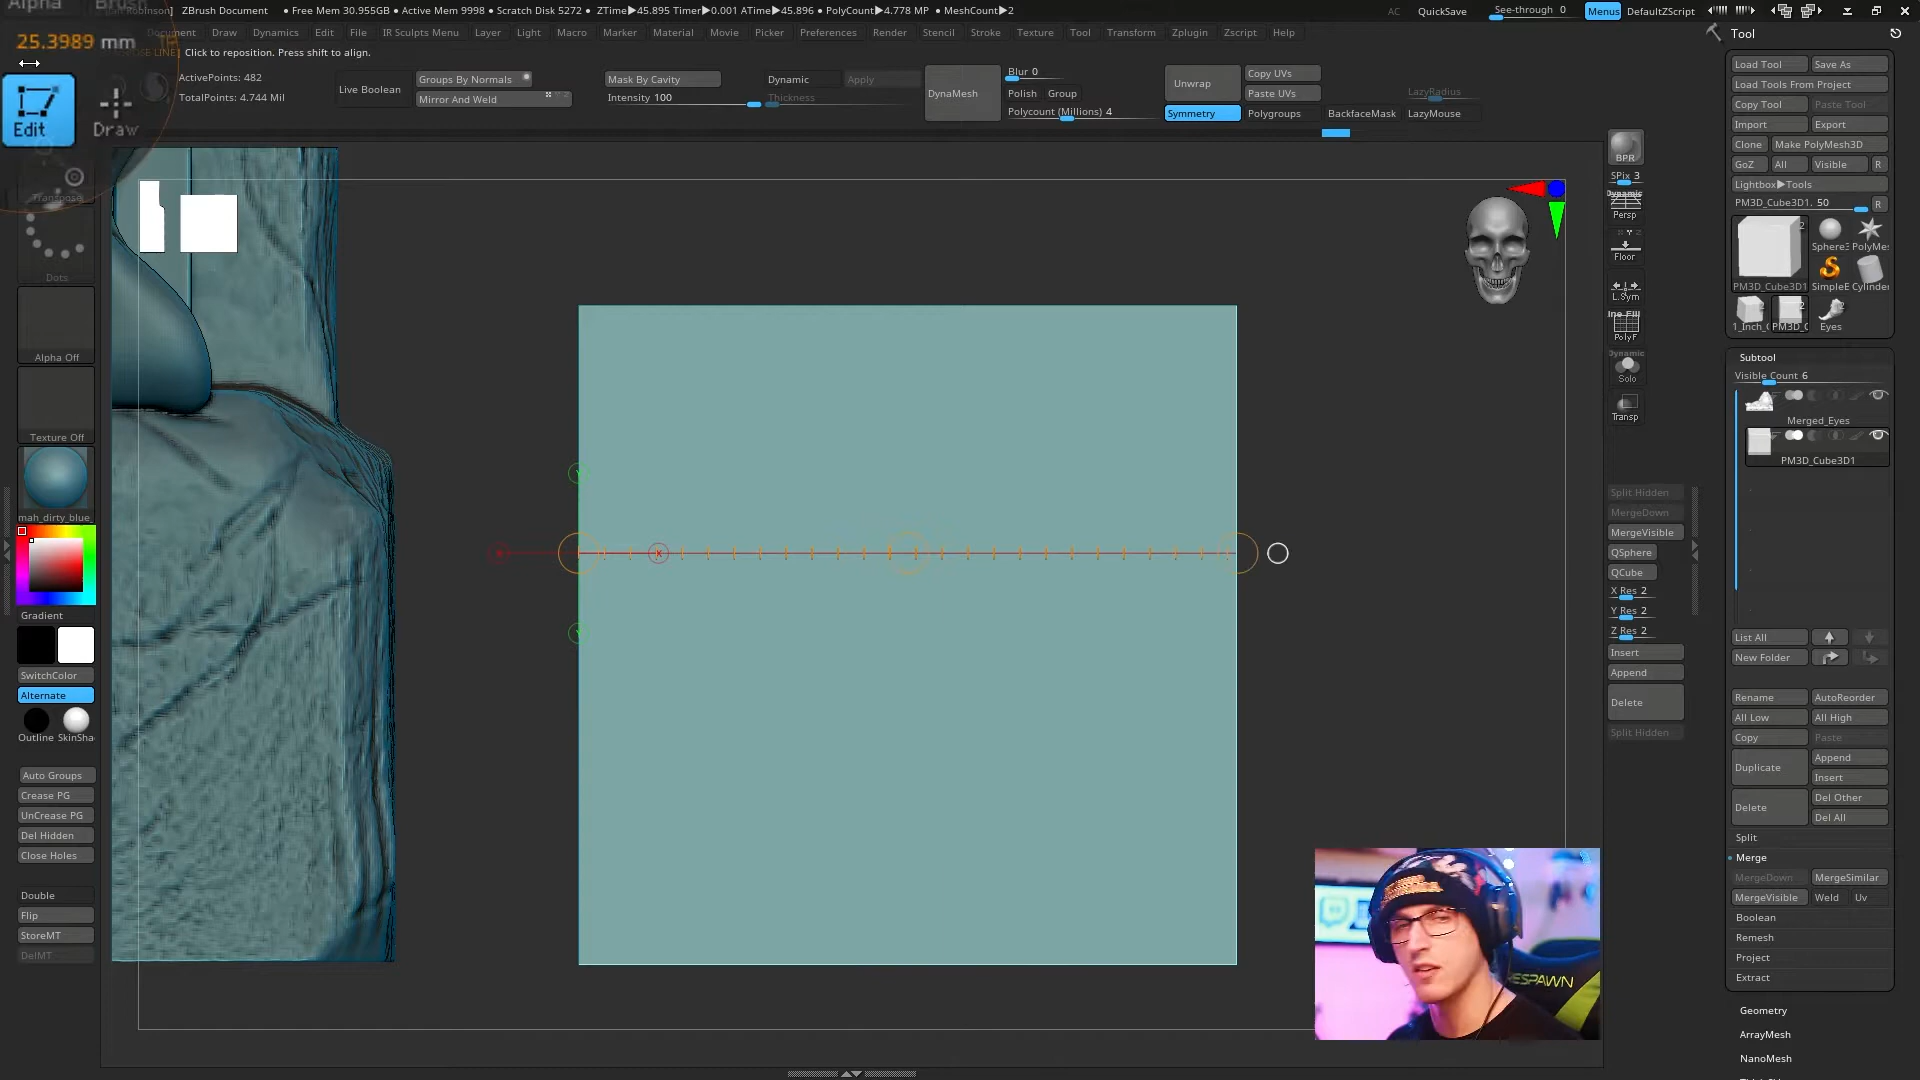 Alpha Brush
25.3989 mm
Robinson] ZBrush Document • Free Mem 30.955GB • Active Mem 9998 • Scratch Disk 5272 • ZTime▶45.895 Timer▶0.001 ATime▶45.896 • PolyCount▶4.778 MP • MeshCount▶2
AC QuickSave See-through 0 Menus DefaultZScript
Document Draw Dynamics Edit File IR Sculpts Menu Layer Light Macro Marker Material Movie Picker Preferences Render Stencil Stroke Texture Tool Transform Zplugin Zscript Help
LINE] Click to reposition. Press shift to align.
ActivePoints: 482
TotalPoints: 4.744 Mil
Live Boolean
Groups By Normals
Mirror And Weld
Mask By Cavity
Intensity 100
Dynamic Apply
Thickness
DynaMesh
Blur 0
Polish Group
Polycount (Millions) 4
Unwrap
Copy UVs
Paste UVs
Symmetry Polygroups BackfaceMask
LazyRadius
LazyMouse
Edit Draw
Transpose
Dots
Alpha Off
Texture Off
mah_dirty_blue_
Gradient
SwitchColor
Alternate
Outline SkinSha
Auto Groups
Crease PG
UnCrease PG
Del Hidden
Close Holes
Double
Flip
StoreMT
DelMT
X
Y
Y
RESPAWN
BPR
SPix 3
Dynamic
Persp
Floor
L.Sym
ine Fill
PolyF
Dynamic
Solo
Transp
Split Hidden
MergeDown
MergeVisible
QSphere
QCube
X Res 2
Y Res 2
Z Res 2
Insert
Append
Delete
Split Hidden
Tool
Load Tool Save As
Load Tools From Project
Copy Tool Paste Tool
Import Export
Clone Make PolyMesh3D
GoZ All Visible R
Lightbox▶Tools
PM3D_Cube3D1. 50 R
2
PM3D_Cube3D1
Sphere3 PolyMes
SimpleE Cylinder
2 2 2
1_Inch_C PM3D_C Eyes
Subtool
Visible Count 6
Merged_Eyes
PM3D_Cube3D1
List All
New Folder
Rename AutoReorder
All Low All High
Copy Paste
Duplicate Append
Insert
Delete Del Other
Del All
Split
Merge
MergeDown MergeSimilar
MergeVisible Weld Uv
Boolean
Remesh
Project
Extract
Geometry
ArrayMesh
NanoMesh